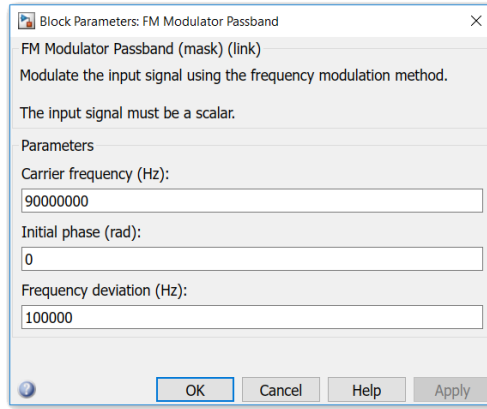 Block Parameters: FM Modulator Passband
FM Modulator Passband (mask) (link)
Modulate the input signal using the frequency modulation method.
The input signal must be a scalar.
Parameters
Carrier frequency (Hz):
90000000
Initial phase (rad):
0
Frequency deviation (Hz):
100000
OK Cancel Help Apply